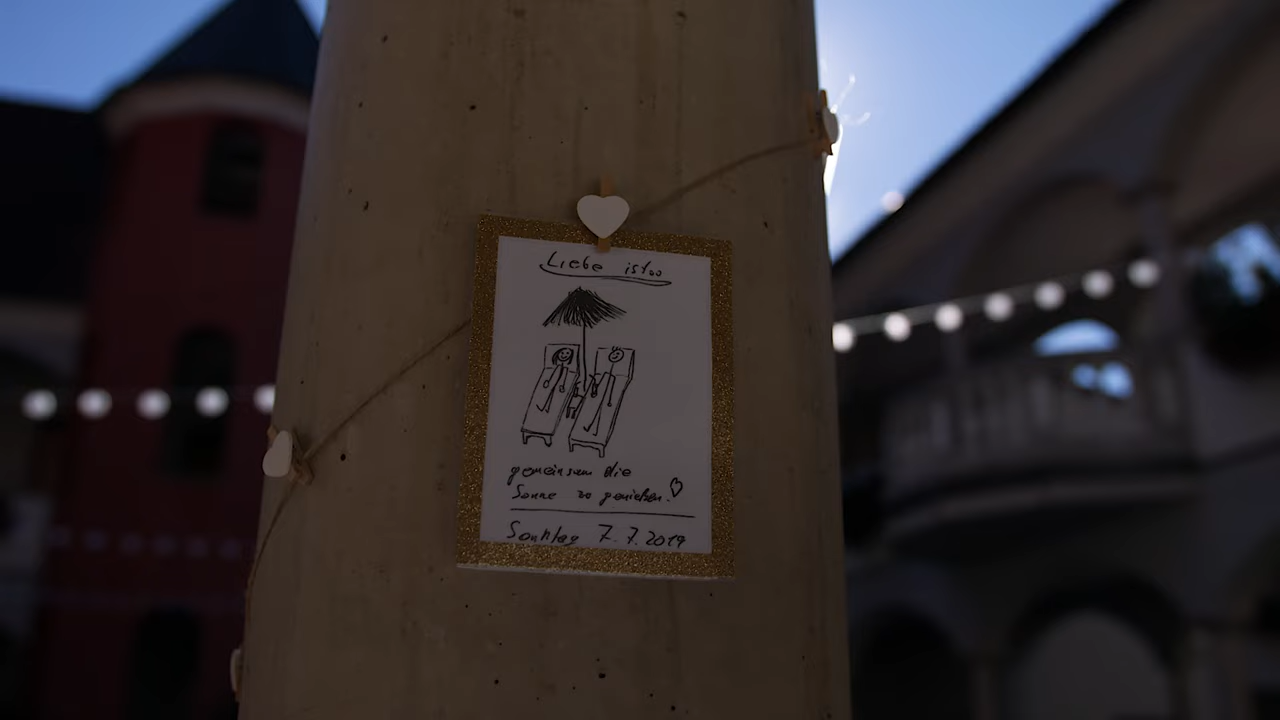 Liebe ist..
gemeinsam die
Sonne zu genießen!
Sonntag 7.7.2019